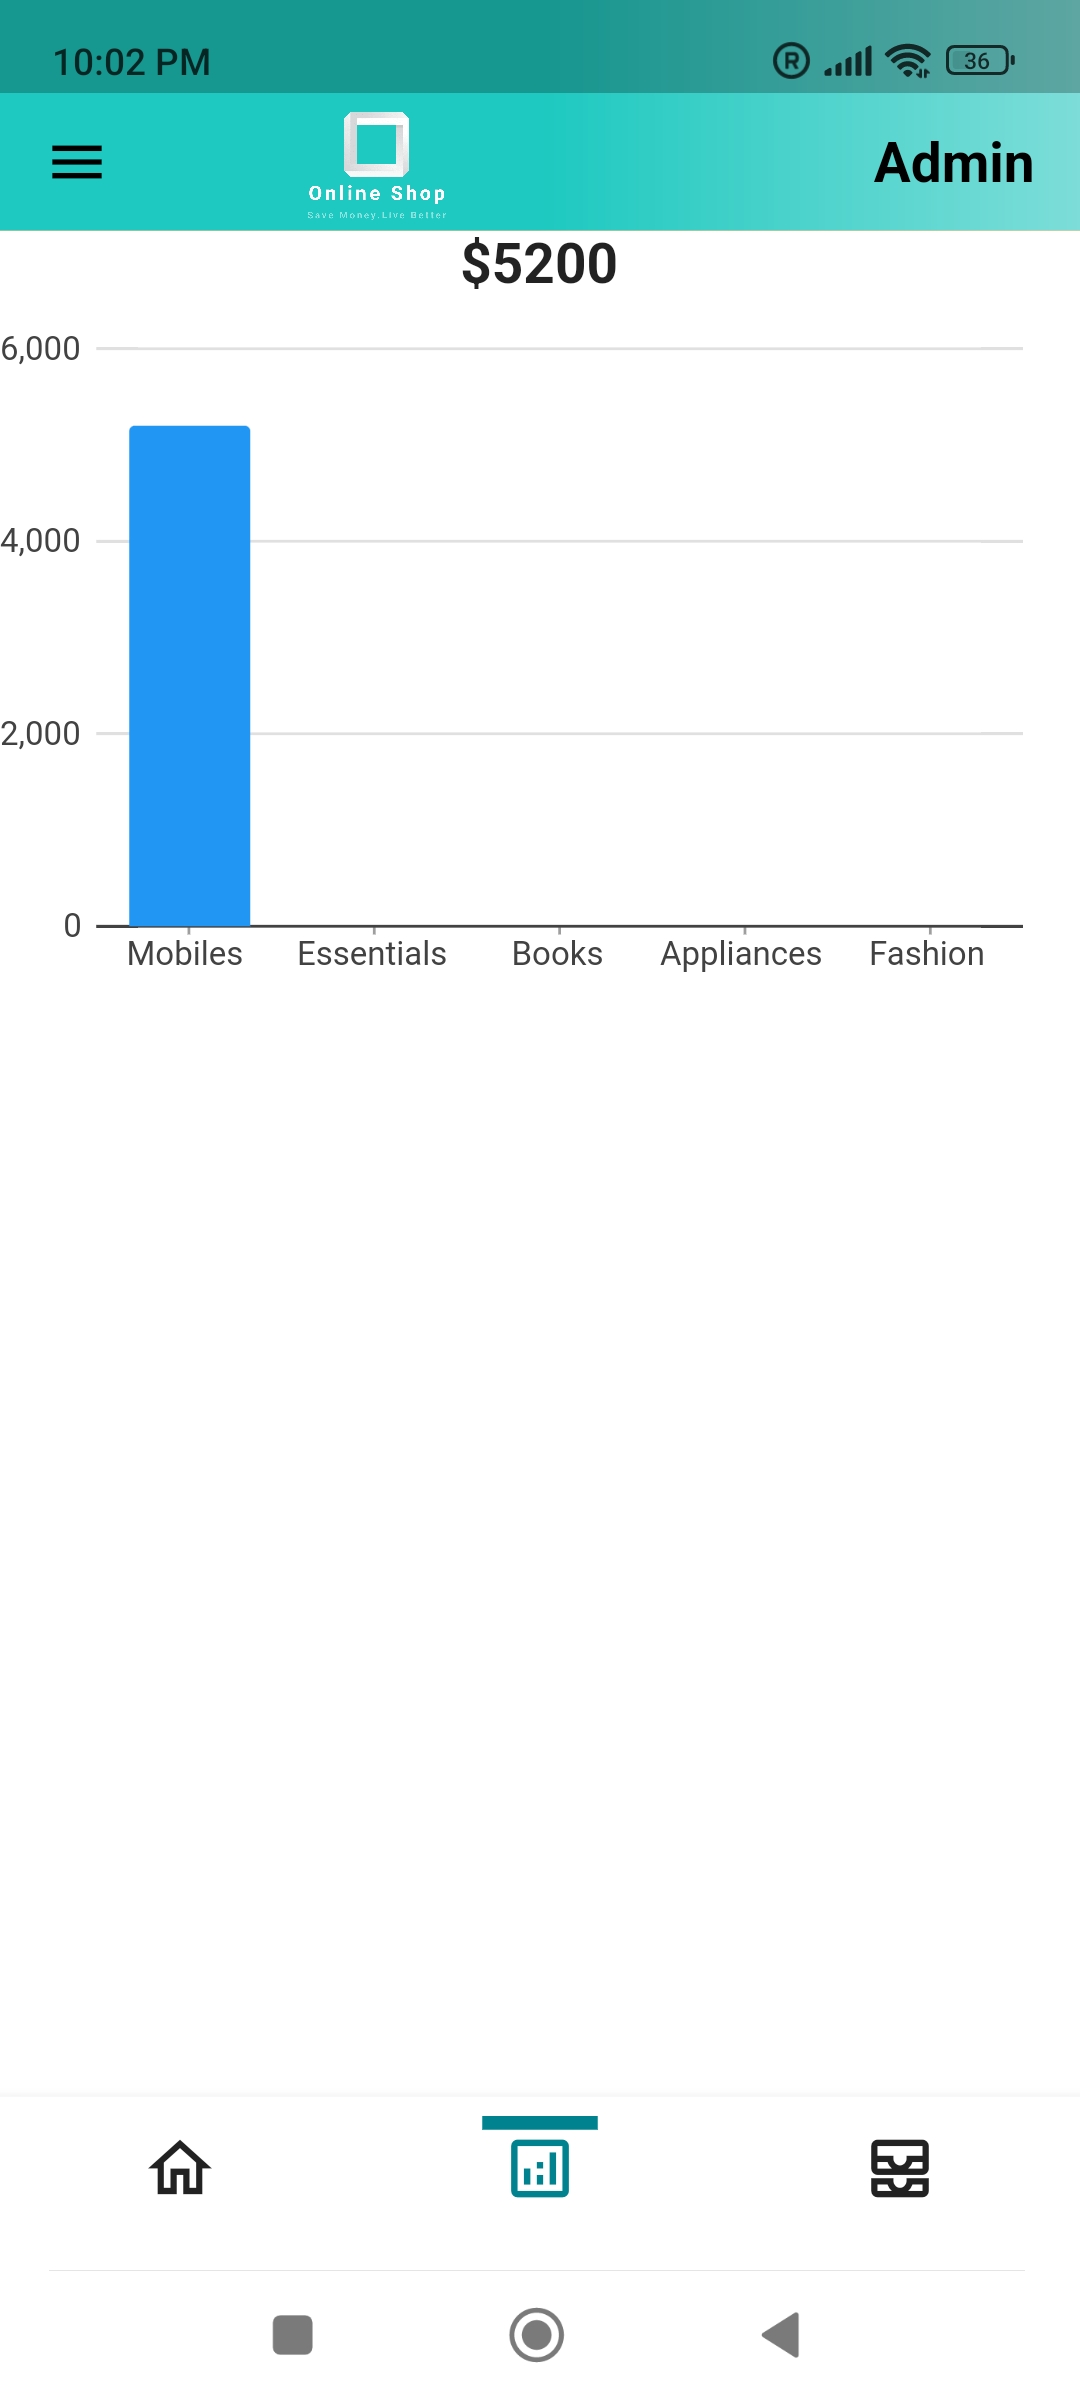 10:02 PM
R
36
Online Shop
Save Money.Live Better
Admin
$5200
6,000
4,000
2,000
0
Mobiles Essentials Books Appliances Fashion